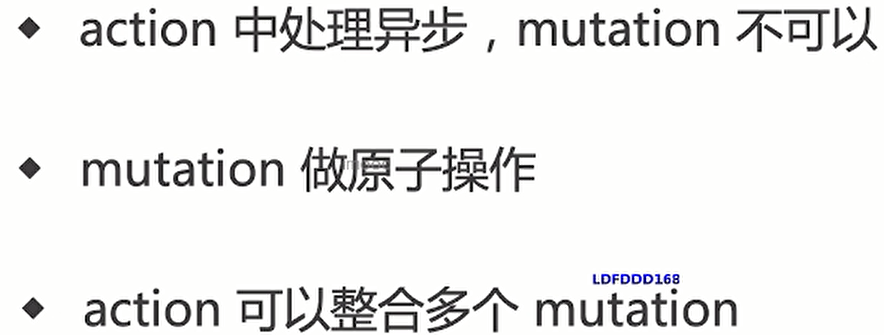 ◆ action 中处理异步，mutation 不可以
◆ mutation 做原子操作
LDFDDD168
◆ action 可以整合多个 mutation